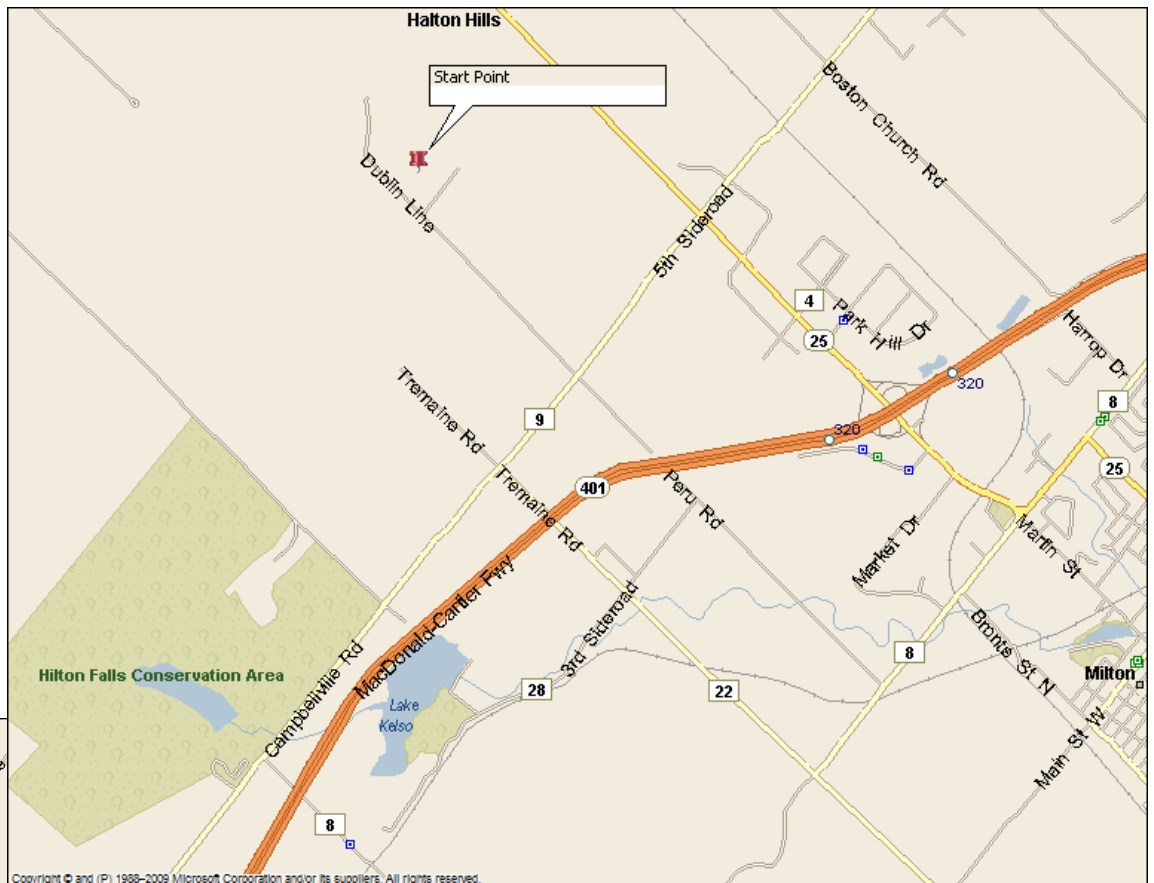 Halton Hills
Start Point
Boston Church Rd
Dublin Line
5th Sideroad
4
Park Hill Dr
25
Harrop Dr
320
8
Tremaine Rd
9
320
25
Tremaine Rd
401
Peru Rd
Market Dr
Martin St
MacDonald-Cartier Fwy
3rd Sideroad
Bronte St N
8
Hilton Falls Conservation Area
Campbellville Rd
28
22
Milton
Lake
Kelso
Main St W
8
Copyright © and (P) 1988–2009 Microsoft Corporation and/or its suppliers. All rights reserved.